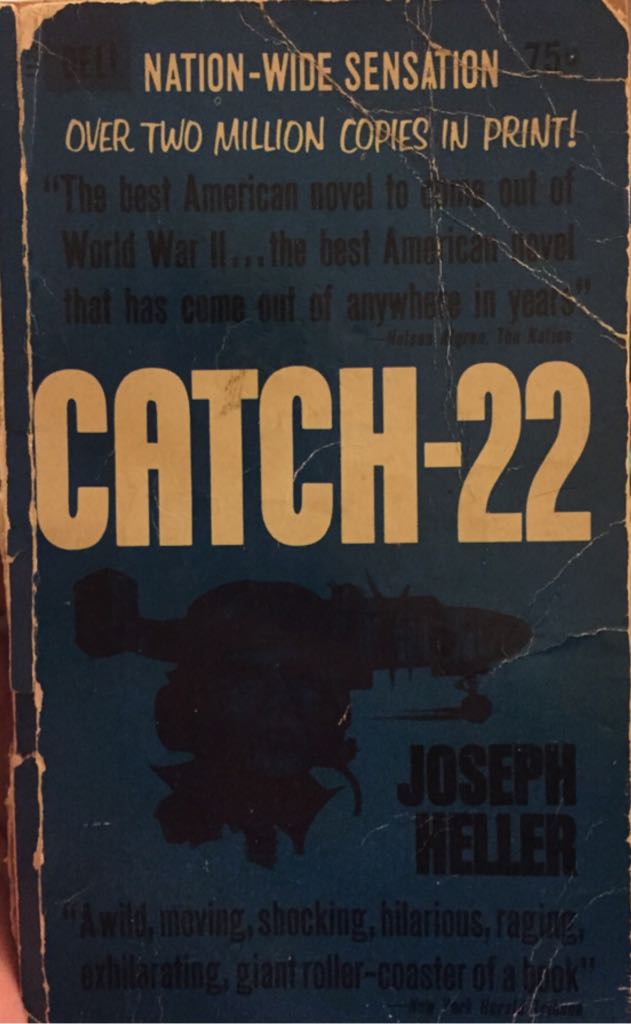 DELL
75¢
NATION-WIDE SENSATION
OVER TWO MILLION COPIES IN PRINT!
"The best American novel to come out of
World War II...the best American novel
that has come out of anywhere in years"
—Nelson Algren, The Nation
CATCH-22
JOSEPH
HELLER
"A wild, moving, shocking, hilarious, raging,
exhilarating, giant roller-coaster of a book"
—New York Herald Tribune